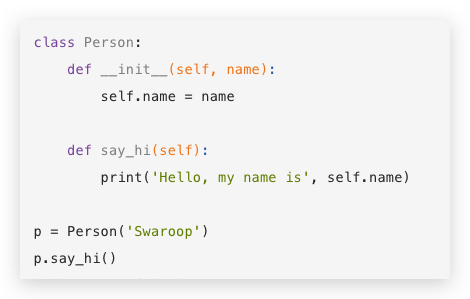 class Person:
    def __init__(self, name):
        self.name = name

    def say_hi(self):
        print('Hello, my name is', self.name)

p = Person('Swaroop')
p.say_hi()